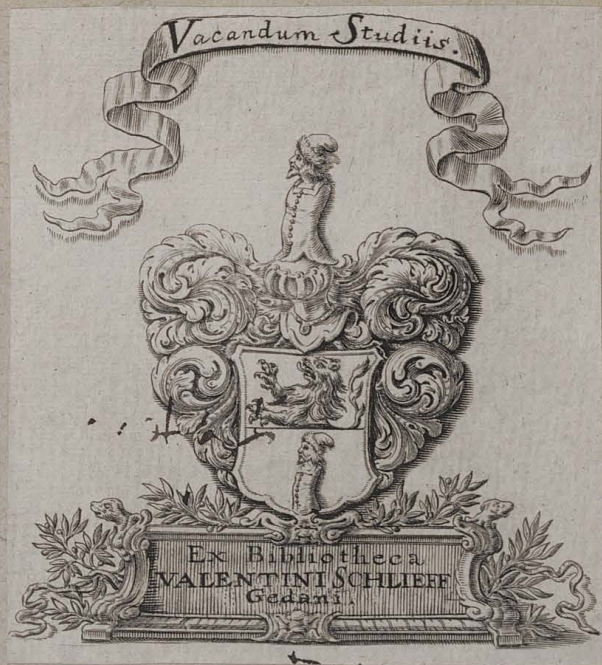 Vacandum Studiis.
Ex Bibliotheca
VALENTINI SCHLIEFF
Gedani.